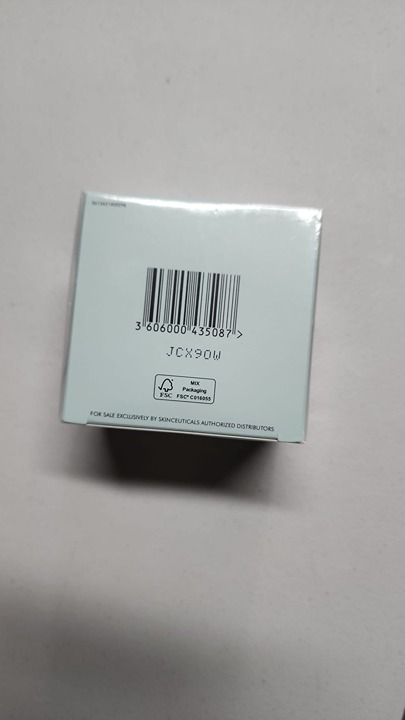 3 606000 435087 >
JCX90W
FSC
MIX
Packaging
FSC® C016055
FOR SALE EXCLUSIVELY BY SKINCEUTICALS AUTHORIZED DISTRIBUTORS